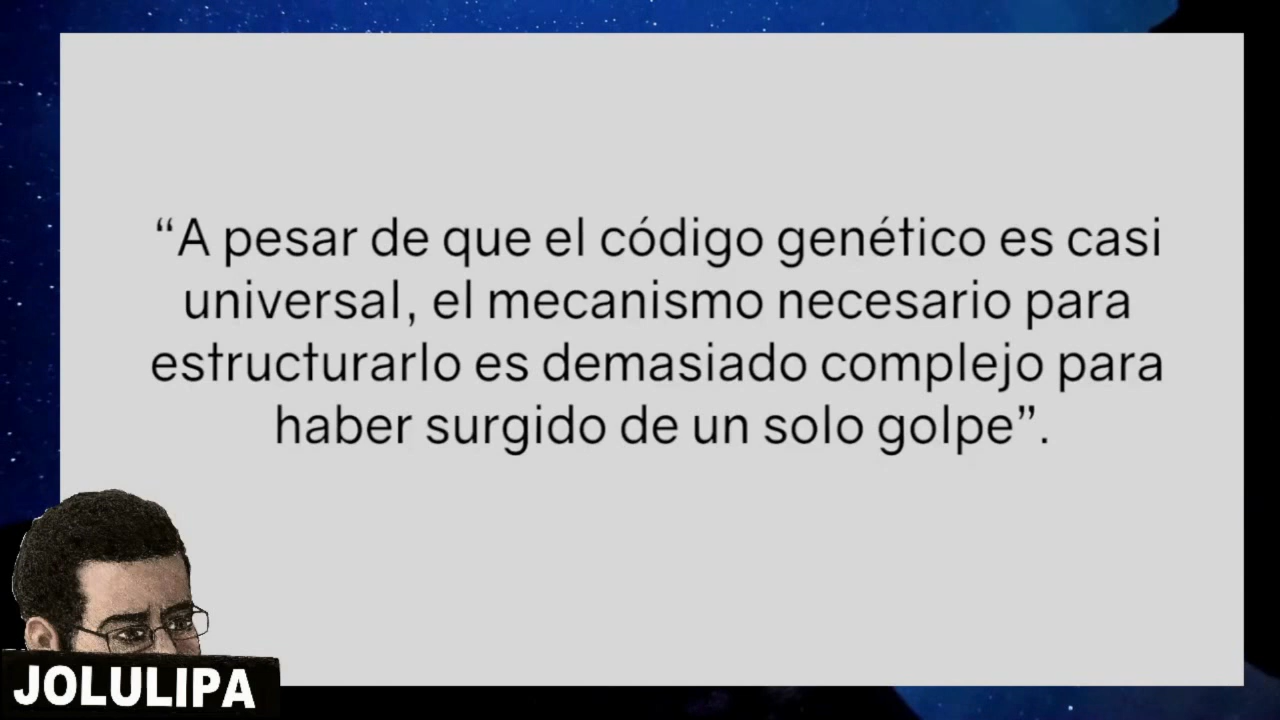 “A pesar de que el código genético es casi
universal, el mecanismo necesario para
estructurarlo es demasiado complejo para
haber surgido de un solo golpe”.
JOLULIPA